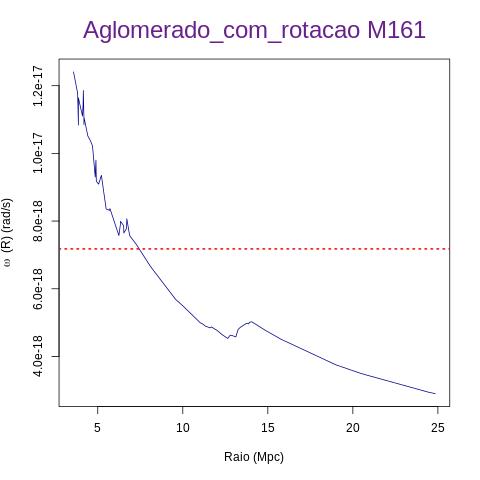 Aglomerado_com_rotacao M161
ω (R) (rad/s)
1.2e-17
1.0e-17
8.0e-18
6.0e-18
4.0e-18
5 10 15 20 25
Raio (Mpc)